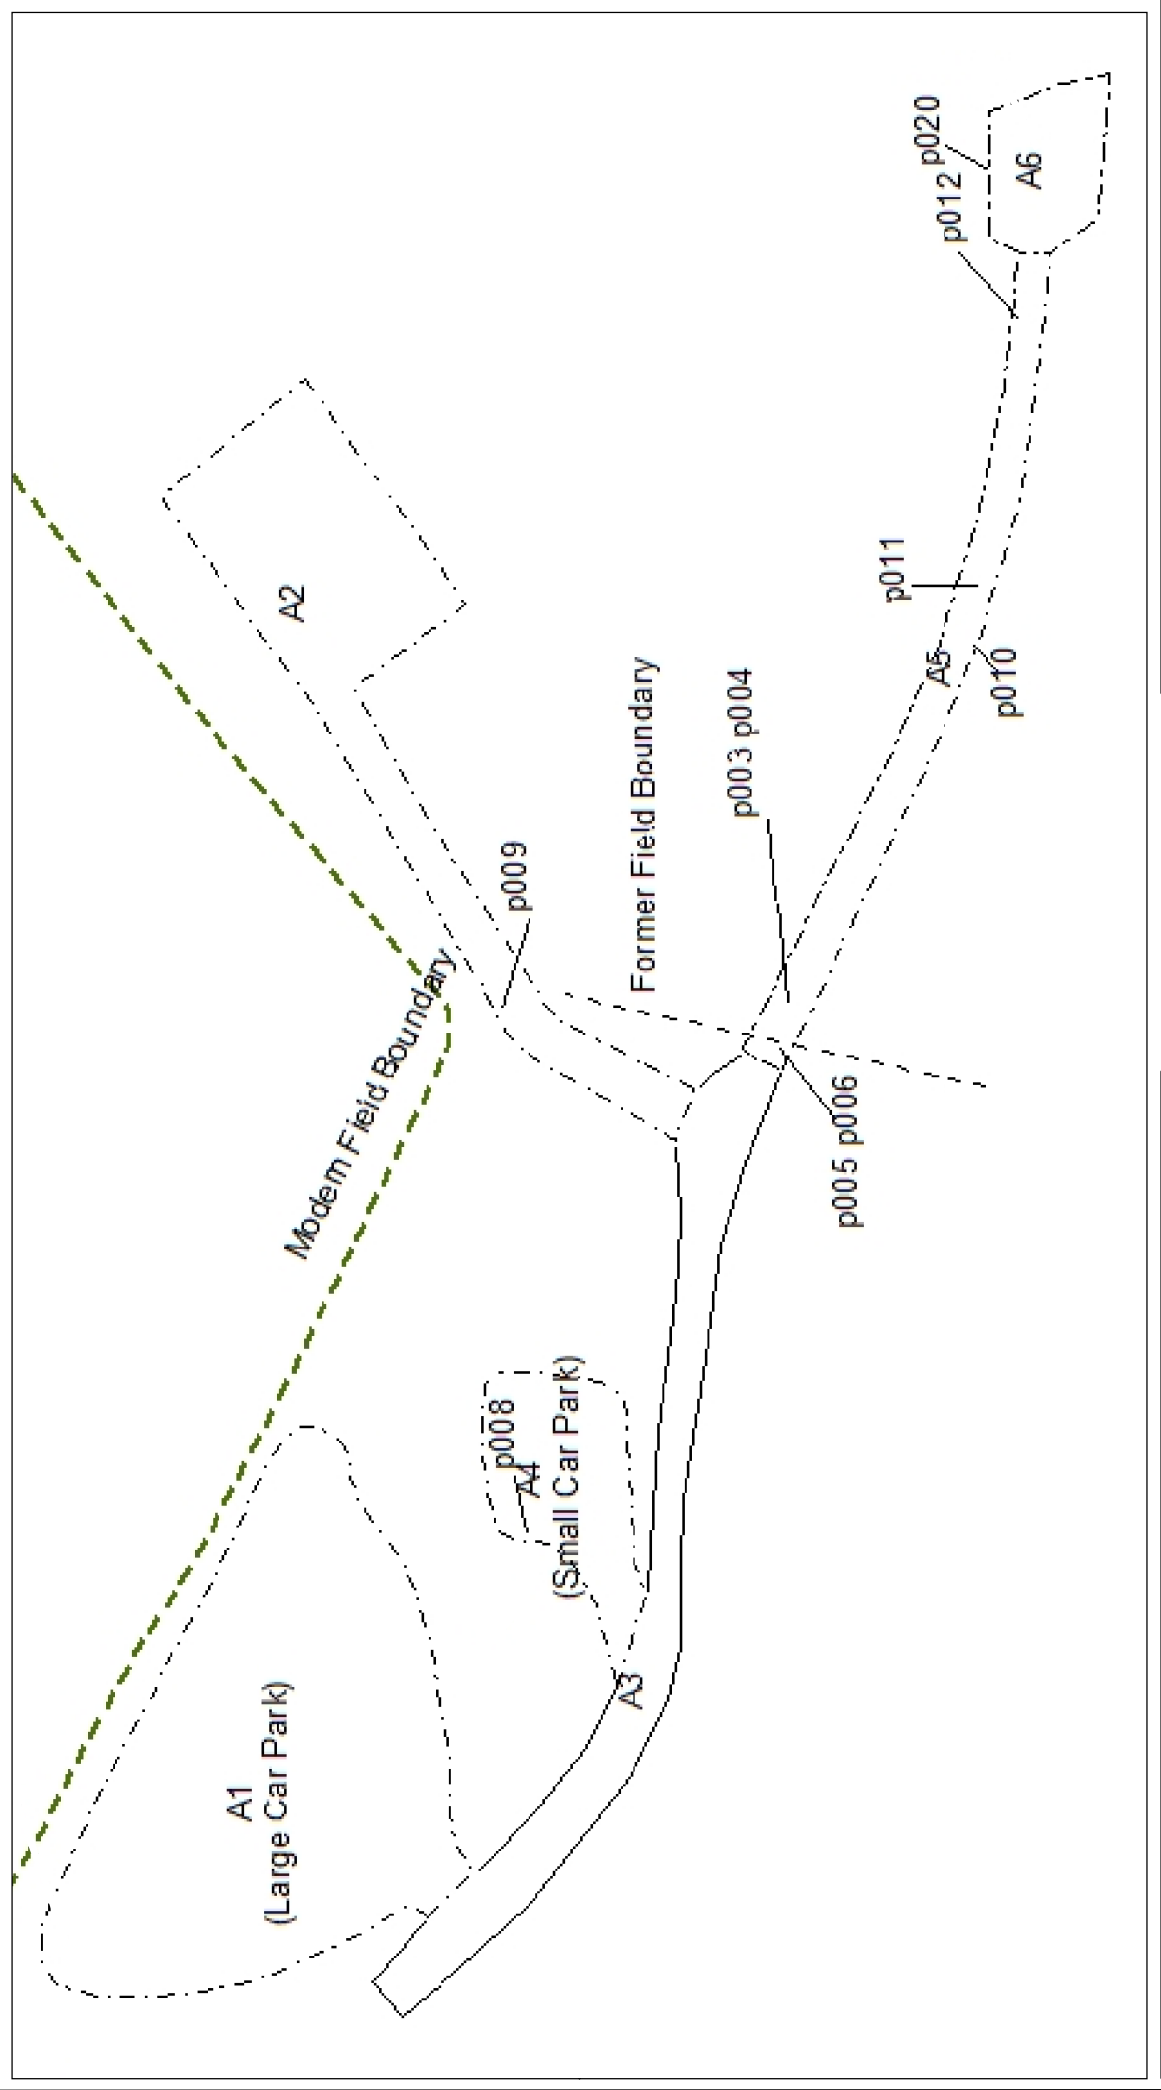 A1
(Large Car Park)
Modern Field Boundary
A2
p008
A4
(Small Car Park)
p009
A3
Former Field Boundary
p003 p004
p005 p006
p011
A5
p010
p020
p012
A6